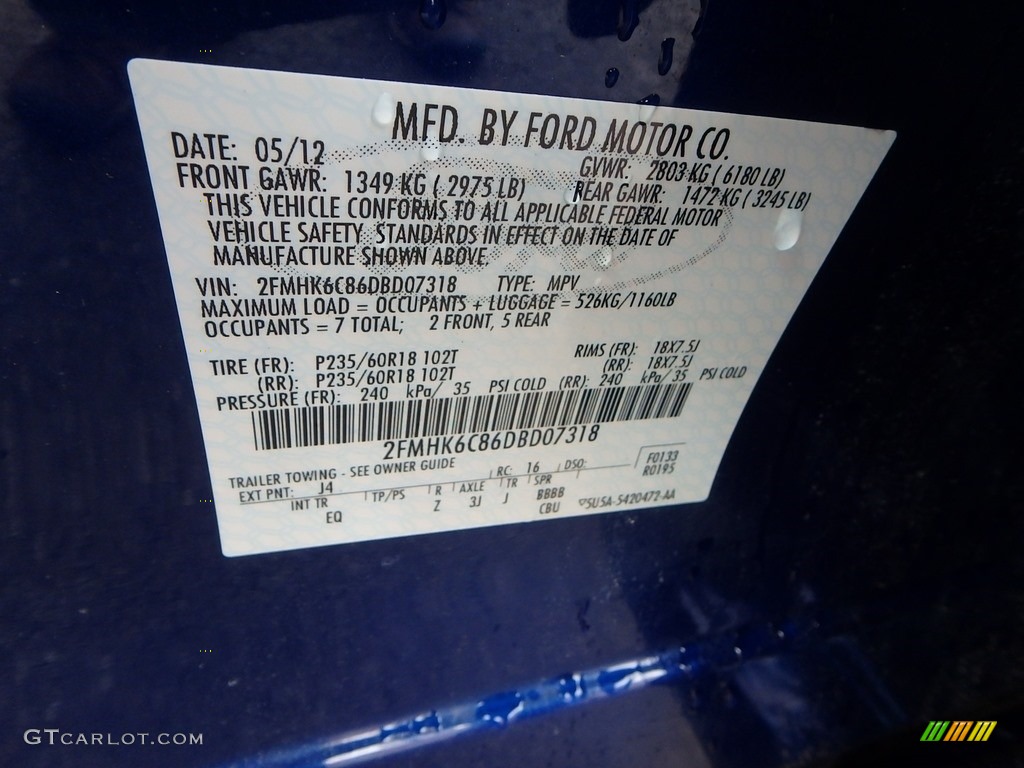 MFD. BY FORD MOTOR CO.
DATE: 05/12 GVWR: 2803 KG ( 6180 LB)
FRONT GAWR: 1349 KG ( 2975 LB) REAR GAWR: 1472 KG ( 3245 LB)
THIS VEHICLE CONFORMS TO ALL APPLICABLE FEDERAL MOTOR
VEHICLE SAFETY. STANDARDS IN EFFECT ON THE DATE OF
MANUFACTURE SHOWN ABOVE.
VIN: 2FMHK6C86DBD07318 TYPE: MPV
MAXIMUM LOAD = OCCUPANTS + LUGGAGE = 526KG/1160LB
OCCUPANTS = 7 TOTAL; 2 FRONT, 5 REAR
TIRE (FR): P235/60R18 102T RIMS (FR): 18X7.5J
(RR): P235/60R18 102T (RR): 18X7.5J
PRESSURE (FR): 240 kPa/ 35 PSI COLD (RR): 240 kPa/ 35 PSI COLD
2FMHK6C86DBD07318
TRAILER TOWING - SEE OWNER GUIDE RC: 16 DSO: F0133
EXT PNT: J4 R0195
INT TR TP/PS R AXLE TR SPR
EQ Z 3J J BBBB
CBU 5U5A-5420472-AA
GTCARLOT.COM